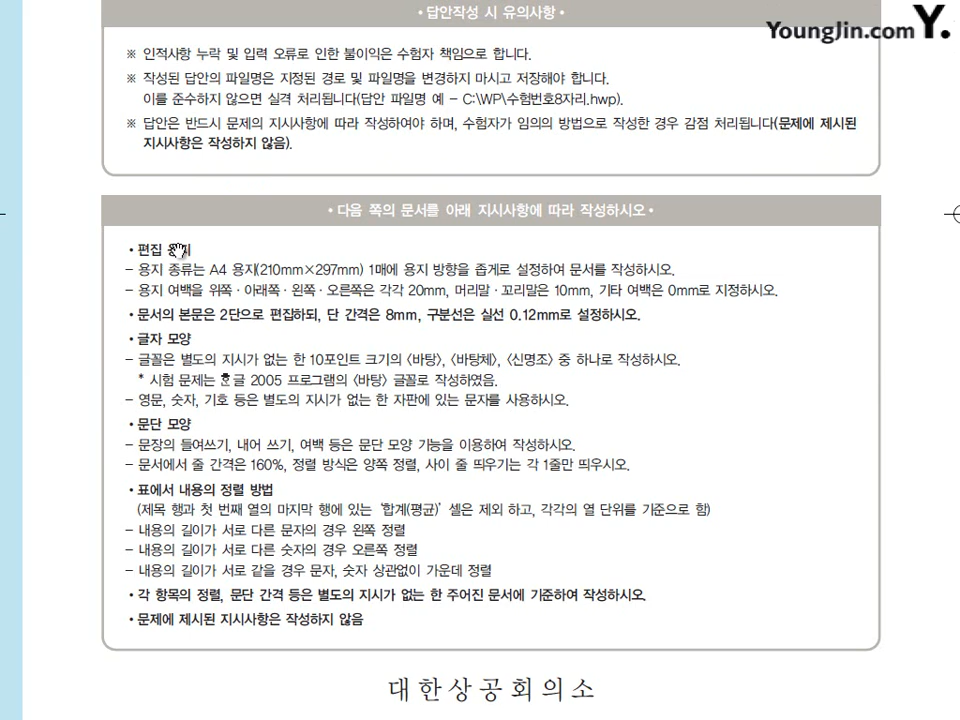 • 답안작성 시 유의사항 •
YoungJin.com Y.
※ 인적사항 누락 및 입력 오류로 인한 불이익은 수험자 책임으로 합니다.
※ 작성된 답안의 파일명은 지정된 경로 및 파일명을 변경하지 마시고 저장해야 합니다.
이를 준수하지 않으면 실격 처리됩니다(답안 파일명 예 – C:\WP\수험번호8자리.hwp).
※ 답안은 반드시 문제의 지시사항에 따라 작성하여야 하며, 수험자가 임의의 방법으로 작성한 경우 감점 처리됩니다(문제에 제시된
지시사항은 작성하지 않음).
• 다음 쪽의 문서를 아래 지시사항에 따라 작성하시오 •
• 편집
– 용지 종류는 A4 용지(210mm×297mm) 1매에 용지 방향을 좁게로 설정하여 문서를 작성하시오.
– 용지 여백을 위쪽 · 아래쪽 · 왼쪽 · 오른쪽은 각각 20mm, 머리말 · 꼬리말은 10mm, 기타 여백은 0mm로 지정하시오.
• 문서의 본문은 2단으로 편집하되, 단 간격은 8mm, 구분선은 실선 0.12mm로 설정하시오.
• 글자 모양
– 글꼴은 별도의 지시가 없는 한 10포인트 크기의 〈바탕〉, 〈바탕체〉, 〈신명조〉 중 하나로 작성하시오.
* 시험 문제는 ᄒᆞᆫ글 2005 프로그램의 〈바탕〉 글꼴로 작성하였음.
– 영문, 숫자, 기호 등은 별도의 지시가 없는 한 자판에 있는 문자를 사용하시오.
• 문단 모양
– 문장의 들여쓰기, 내어 쓰기, 여백 등은 문단 모양 기능을 이용하여 작성하시오.
– 문서에서 줄 간격은 160%, 정렬 방식은 양쪽 정렬, 사이 줄 띄우기는 각 1줄만 띄우시오.
• 표에서 내용의 정렬 방법
(제목 행과 첫 번째 열의 마지막 행에 있는 ‘합계(평균)’ 셀은 제외 하고, 각각의 열 단위를 기준으로 함)
– 내용의 길이가 서로 다른 문자의 경우 왼쪽 정렬
– 내용의 길이가 서로 다른 숫자의 경우 오른쪽 정렬
– 내용의 길이가 서로 같을 경우 문자, 숫자 상관없이 가운데 정렬
• 각 항목의 정렬, 문단 간격 등은 별도의 지시가 없는 한 주어진 문서에 기준하여 작성하시오.
• 문제에 제시된 지시사항은 작성하지 않음
대한상공회의소